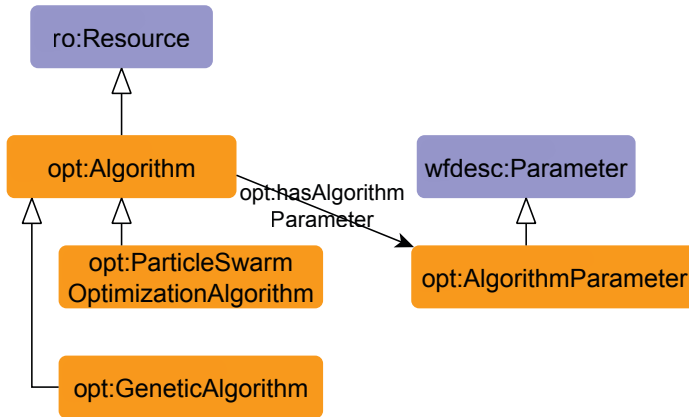 ro:Resource
opt:Algorithm
wfdesc:Parameter
opt:hasAlgorithm
Parameter
opt:ParticleSwarm
OptimizationAlgorithm
opt:AlgorithmParameter
opt:GeneticAlgorithm